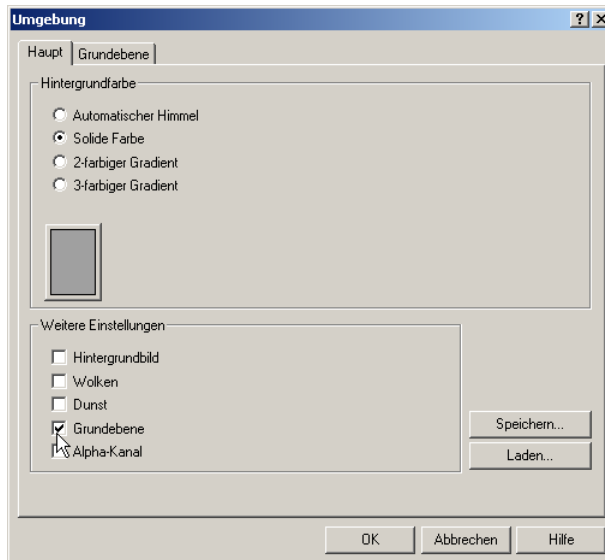 Umgebung
Haupt Grundebene
Hintergrundfarbe
Automatischer Himmel
Solide Farbe
2-farbiger Gradient
3-farbiger Gradient
Weitere Einstellungen
Hintergrundbild
Wolken
Dunst
Grundebene
Alpha-Kanal
Speichern...
Laden...
OK Abbrechen Hilfe